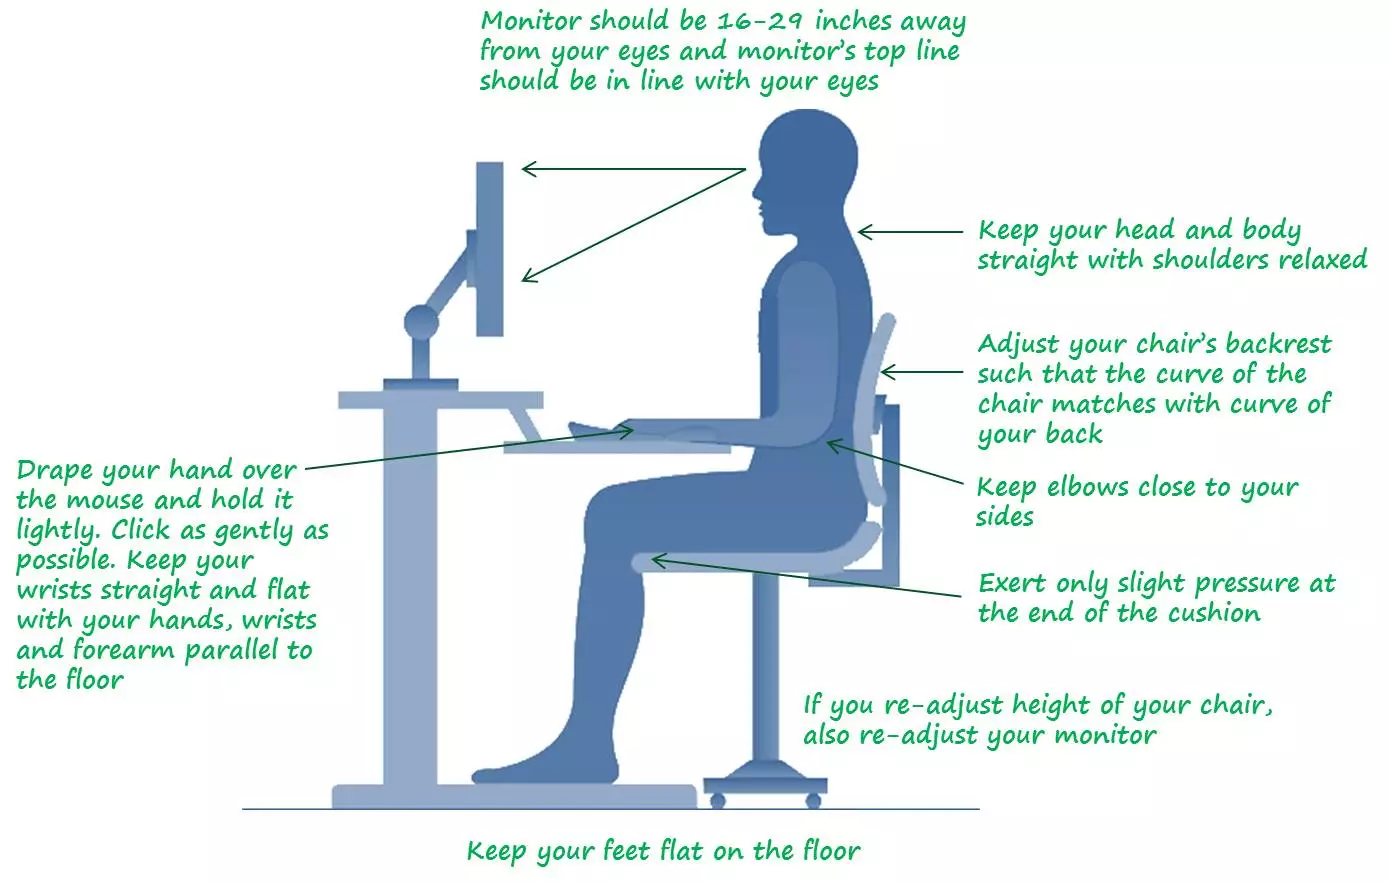 Monitor should be 16-29 inches away
from your eyes and monitor's top line
should be in line with your eyes
Keep your head and body
straight with shoulders relaxed
Adjust your chair's backrest
such that the curve of the
chair matches with curve of
your back
Drape your hand over
the mouse and hold it
lightly. Click as gently as
possible. Keep your
wrists straight and flat
with your hands, wrists
and forearm parallel to
the floor
Keep elbows close to your
sides
Exert only slight pressure at
the end of the cushion
If you re-adjust height of your chair,
also re-adjust your monitor
Keep your feet flat on the floor